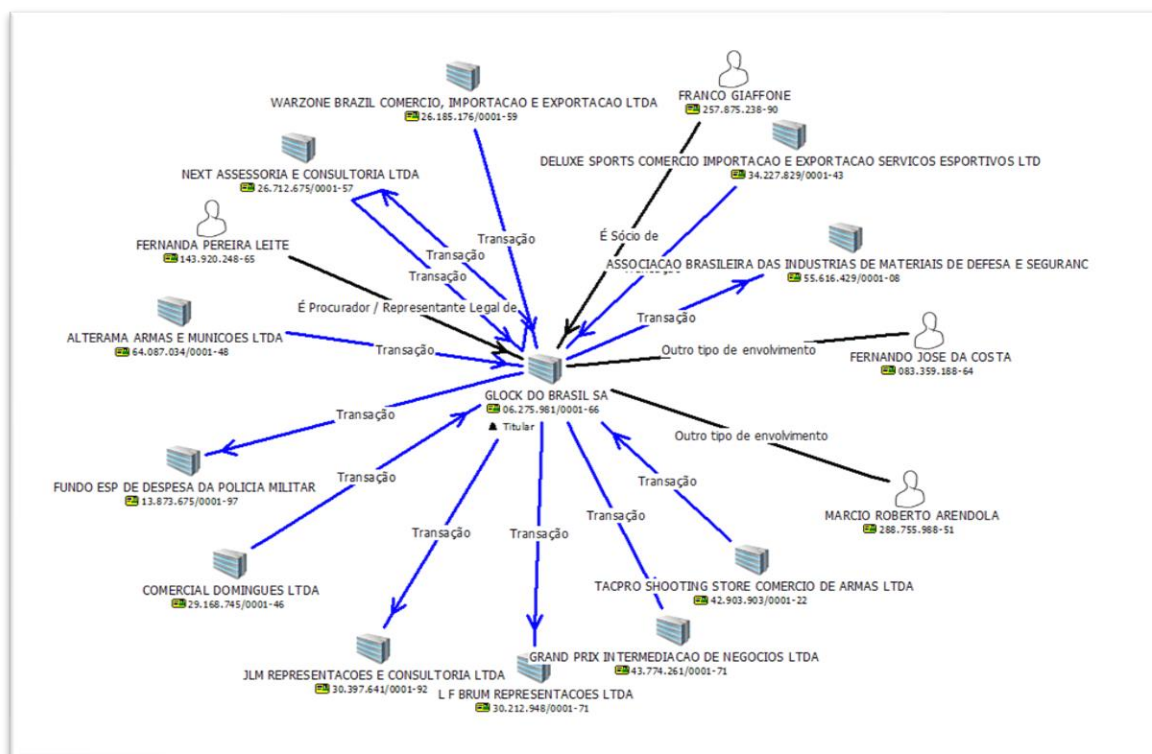 WARZONE BRAZIL COMERCIO, IMPORTACAO E EXPORTACAO LTDA
26.185.176/0001-59
FRANCO GIAFFONE
257.875.238-90
NEXT ASSESSORIA E CONSULTORIA LTDA
26.712.675/0001-57
DELUXE SPORTS COMERCIO IMPORTACAO E EXPORTACAO SERVICOS ESPORTIVOS LTD
34.227.829/0001-43
FERNANDA PEREIRA LEITE
143.920.248-65
Transação
Transação
Transação
É Sócio de
ASSOCIACAO BRASILEIRA DAS INDUSTRIAS DE MATERIAIS DE DEFESA E SEGURANC
55.616.429/0001-08
É Procurador / Representante Legal de
Transação
ALTERAMA ARMAS E MUNICOES LTDA
64.087.034/0001-48
Transação
Outro tipo de envolvimento
FERNANDO JOSE DA COSTA
083.359.188-64
GLOCK DO BRASIL SA
06.275.981/0001-66
Titular
Transação
Outro tipo de envolvimento
FUNDO ESP DE DESPESA DA POLICIA MILITAR
13.873.675/0001-97
Transação
Transação
MARCIO ROBERTO ARENDOLA
288.755.988-51
Transação
Transação
Transação
COMERCIAL DOMINGUES LTDA
29.168.745/0001-46
TACPRO SHOOTING STORE COMERCIO DE ARMAS LTDA
42.903.903/0001-22
JLM REPRESENTACOES E CONSULTORIA LTDA
30.397.641/0001-92
GRAND PRIX INTERMEDIACAO DE NEGOCIOS LTDA
43.774.261/0001-71
L F BRUM REPRESENTACOES LTDA
30.212.948/0001-71